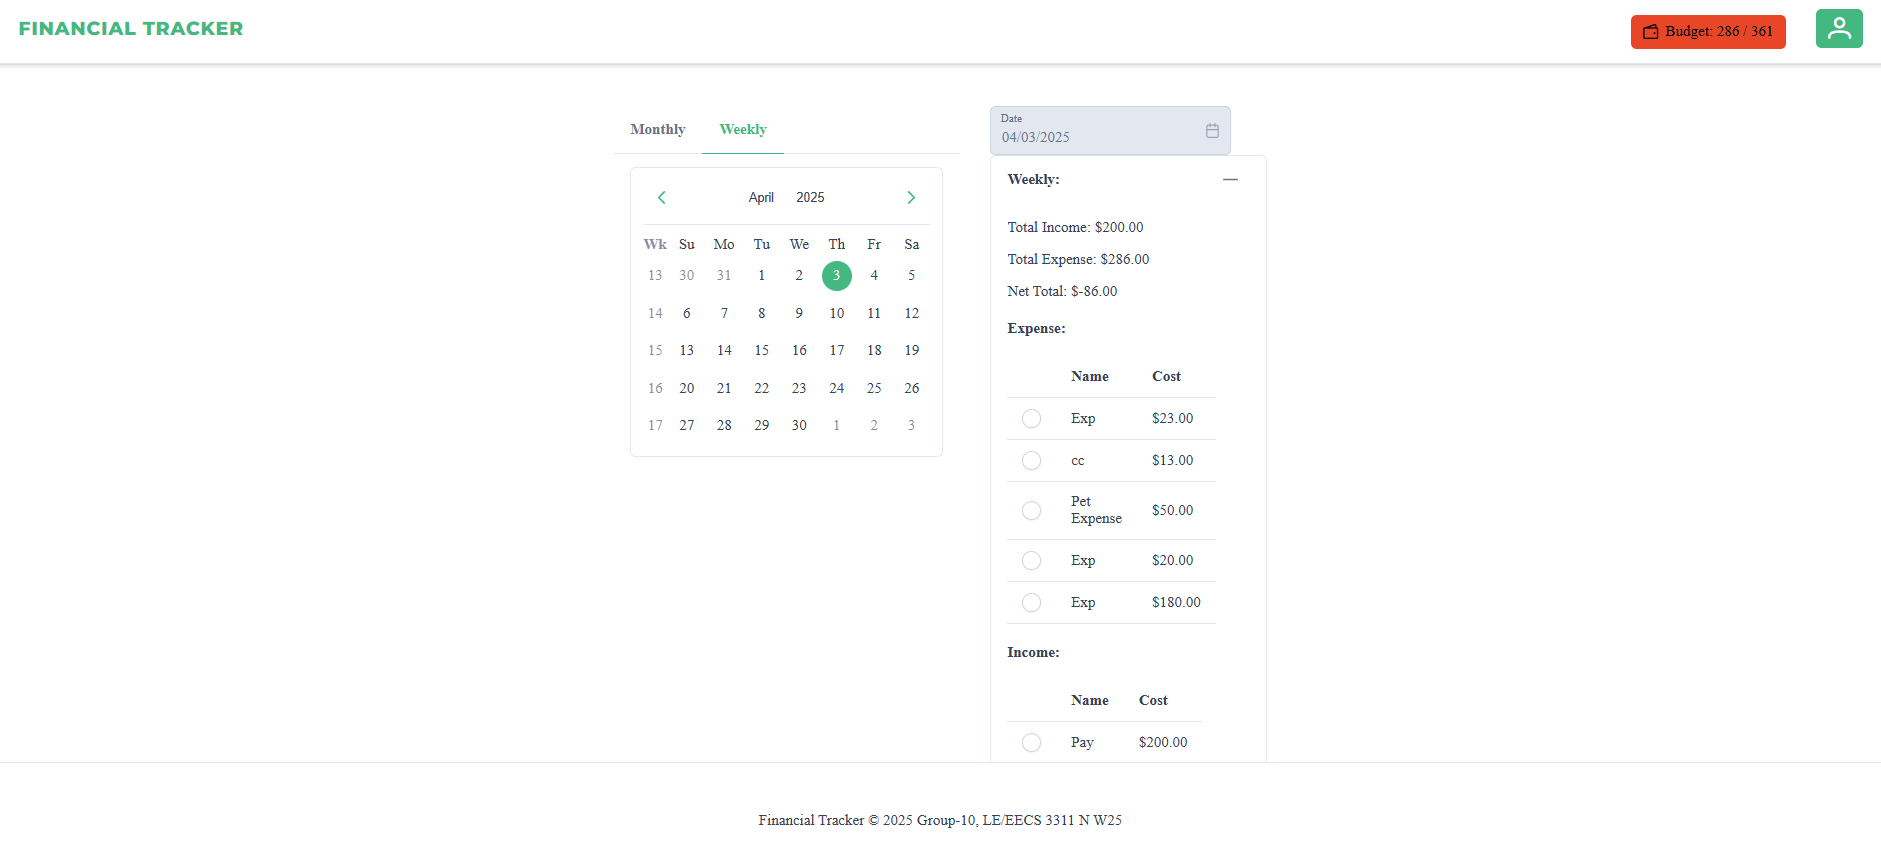 FINANCIAL TRACKER
Budget: 286 / 361
Monthly Weekly
April 2025
Wk Su Mo Tu We Th Fr Sa
13 30 31 1 2 3 4 5
14 6 7 8 9 10 11 12
15 13 14 15 16 17 18 19
16 20 21 22 23 24 25 26
17 27 28 29 30 1 2 3
Date
04/03/2025
Weekly:
Total Income: $200.00
Total Expense: $286.00
Net Total: $-86.00
Expense:
Name Cost
Exp $23.00
cc $13.00
Pet
Expense $50.00
Exp $20.00
Exp $180.00
Income:
Name Cost
Pay $200.00
Financial Tracker © 2025 Group-10, LE/EECS 3311 N W25